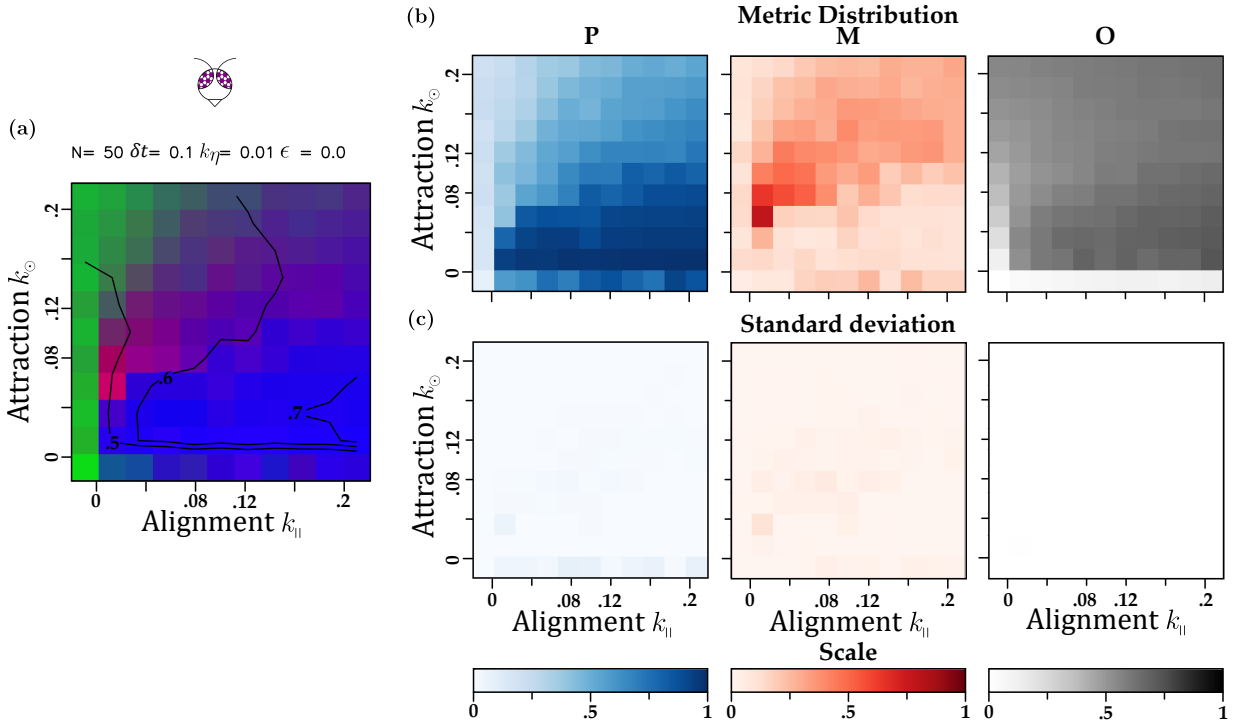 (a)
N= 50 δt= 0.1 kη= 0.01 ϵ = 0.0
Attraction k⊙
.2
.12
.08
0
.5
.6
.7
0 .08 .12 .2
Alignment k||
(b)
Metric Distribution
P M O
Attraction k⊙
.2
.12
.08
0
(c)
Standard deviation
Attraction k⊙
.2
.12
.08
0
0 .08 .12 .2 0 .08 .12 .2 0 .08 .12 .2
Alignment k|| Alignment k|| Alignment k||
Scale
0 .5 1 0 .5 1 0 .5 1